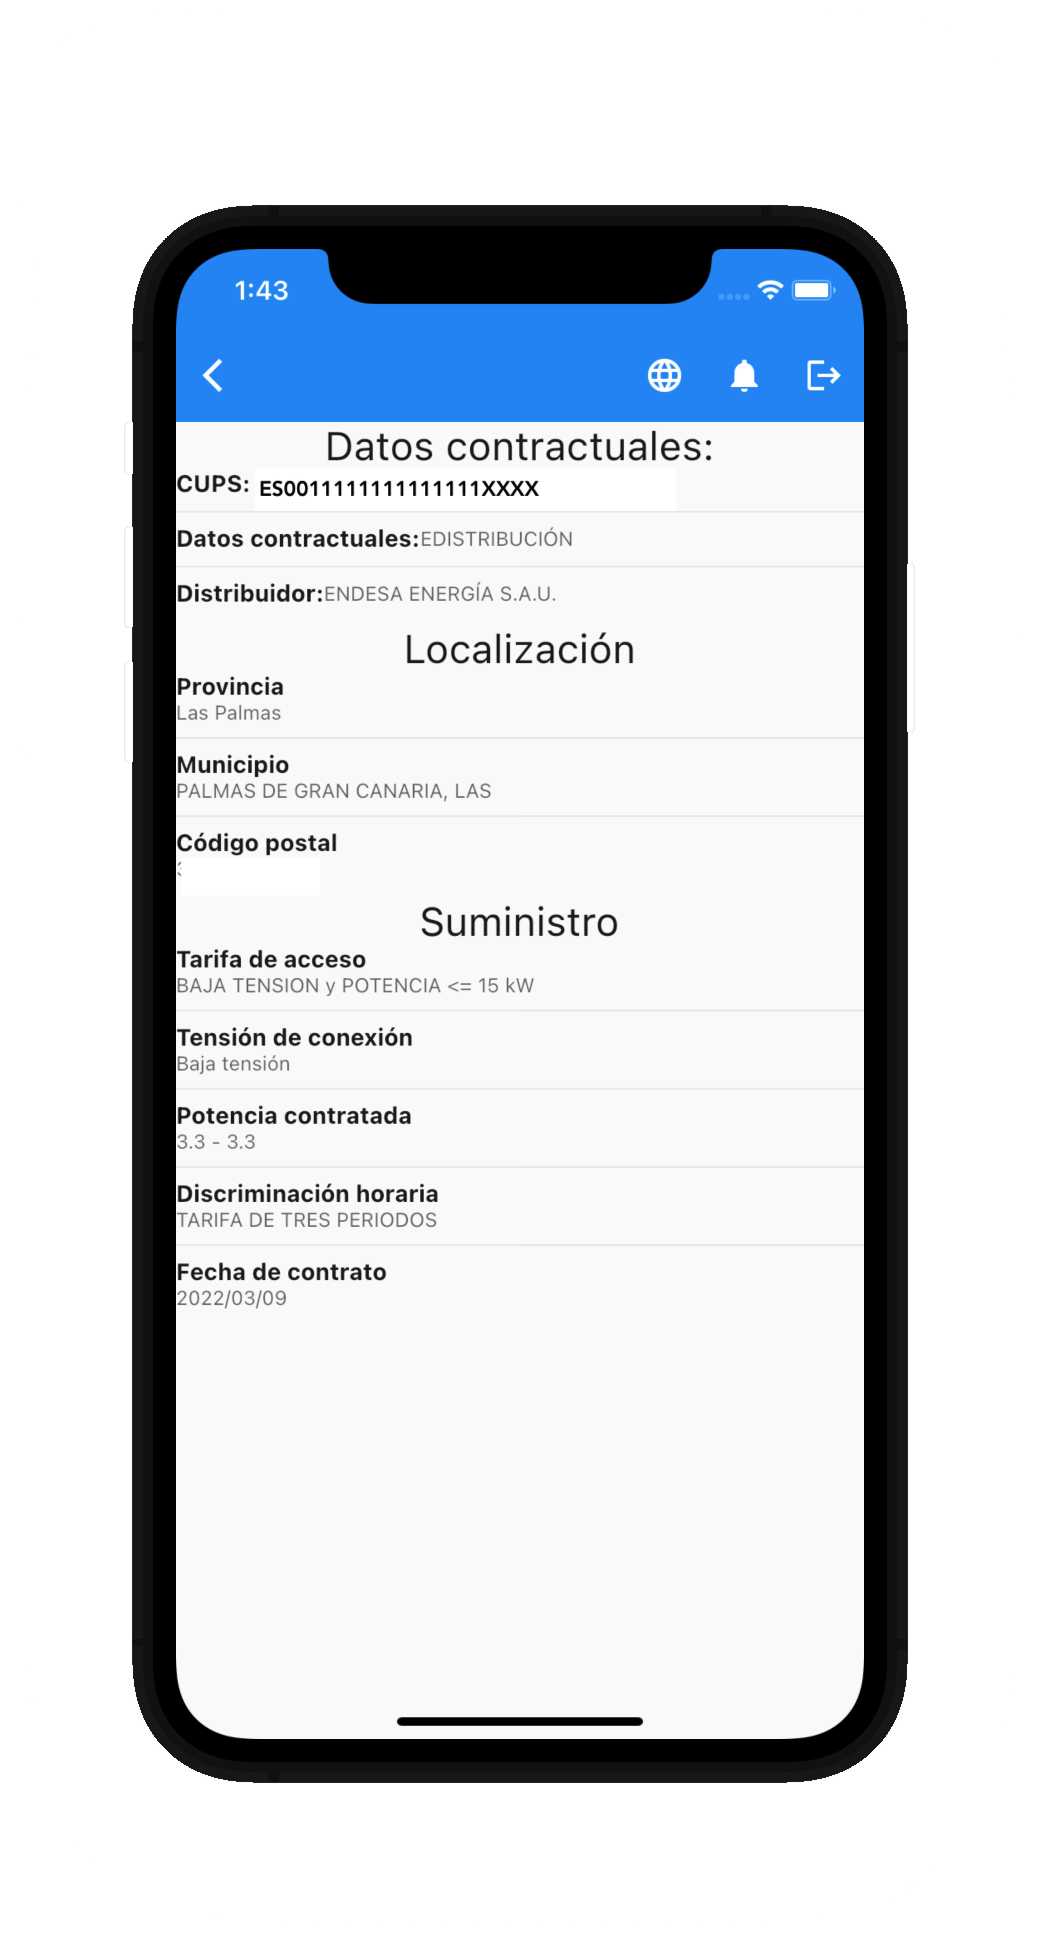 1:43
Datos contractuales:
CUPS: ES0011111111111111XXXX
Datos contractuales:EDISTRIBUCIÓN
Distribuidor:ENDESA ENERGÍA S.A.U.
Localización
Provincia
Las Palmas
Municipio
PALMAS DE GRAN CANARIA, LAS
Código postal
Suministro
Tarifa de acceso
BAJA TENSION y POTENCIA <= 15 kW
Tensión de conexión
Baja tensión
Potencia contratada
3.3 - 3.3
Discriminación horaria
TARIFA DE TRES PERIODOS
Fecha de contrato
2022/03/09